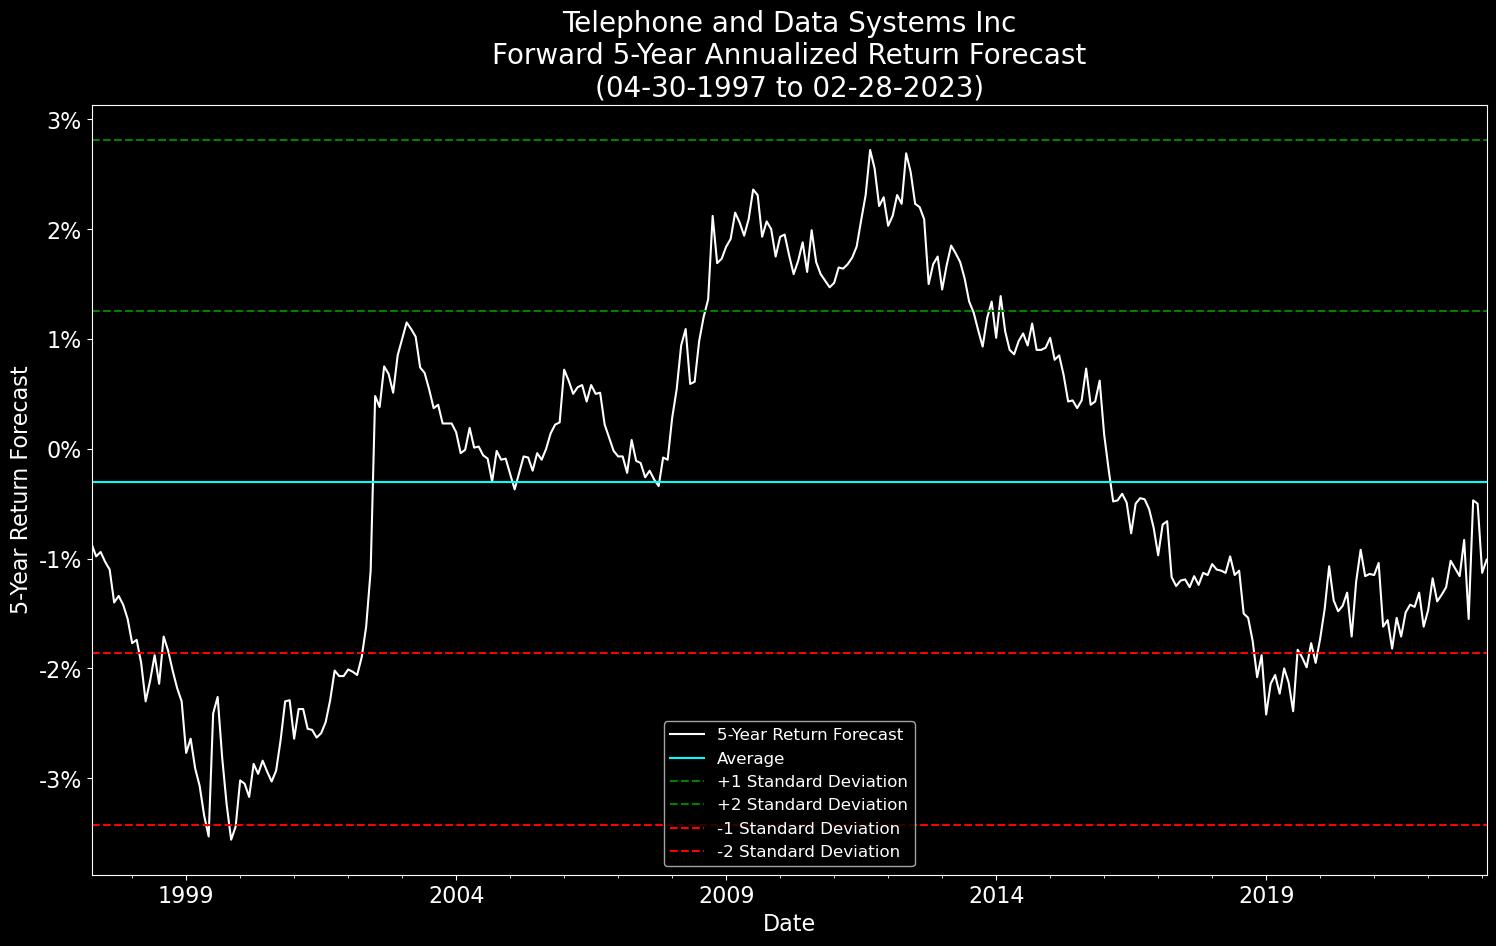 Telephone and Data Systems Inc
Forward 5-Year Annualized Return Forecast
(04-30-1997 to 02-28-2023)
3%
2%
1%
0%
-1%
-2%
-3%
5-Year Return Forecast
5-Year Return Forecast
Average
+1 Standard Deviation
+2 Standard Deviation
-1 Standard Deviation
-2 Standard Deviation
1999
2004
2009
2014
2019
Date